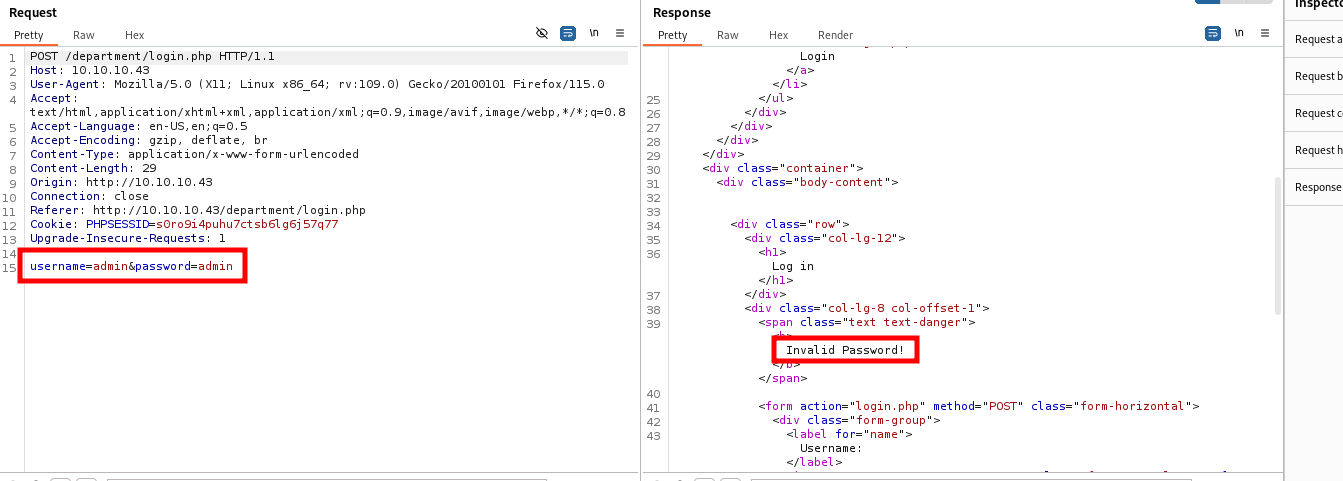 Request
Pretty Raw Hex \n
1 POST /department/login.php HTTP/1.1
2 Host: 10.10.10.43
3 User-Agent: Mozilla/5.0 (X11; Linux x86_64; rv:109.0) Gecko/20100101 Firefox/115.0
4 Accept:
text/html,application/xhtml+xml,application/xml;q=0.9,image/avif,image/webp,*/*;q=0.8
5 Accept-Language: en-US,en;q=0.5
6 Accept-Encoding: gzip, deflate, br
7 Content-Type: application/x-www-form-urlencoded
8 Content-Length: 29
9 Origin: http://10.10.10.43
10 Connection: close
11 Referer: http://10.10.10.43/department/login.php
12 Cookie: PHPSESSID=s0ro9i4puhu7ctsb6lg6j57q77
13 Upgrade-Insecure-Requests: 1
14
15 username=admin&password=admin
Response
Pretty Raw Hex Render \n
Login
</a>
</li>
25 </ul>
26 </div>
27 </div>
28 </div>
29 </div>
30 <div class="container">
31 <div class="body-content">
32
33
34 <div class="row">
35 <div class="col-lg-12">
36 <h1>
Log in
</h1>
37 </div>
38 <div class="col-lg-8 col-offset-1">
39 <span class="text text-danger">
Invalid Password!
</b>
</span>
40
41 <form action="login.php" method="POST" class="form-horizontal">
42 <div class="form-group">
43 <label for="name">
Username:
</label>
Inspecto
Request a
Request b
Request co
Request h
Response